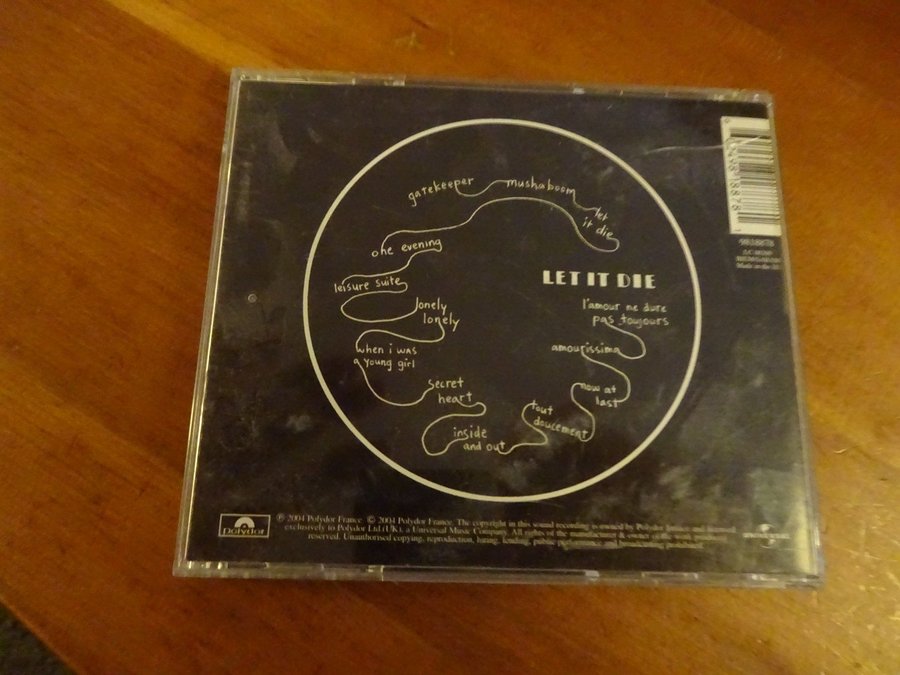 gatekeeper
mushaboom
let
it die
one evening
leisure suite
lonely
lonely
when i was
a young girl
secret
heart
inside
and out
tout
doucement
now at
last
amourissima
l'amour ne dure
pas toujours
LET IT DIE
9818878
Polydor
℗ 2004 Polydor France. © 2004 Polydor France. The copyright in this sound recording is owned by Polydor
exclusively to Polydor Ltd.(UK), a Universal Music Company. All rights of the manufacturer & owner of the work
reserved. Unauthorised copying, reproduction, hiring, lending, public performance and broadcasting prohibited.
UNIVERSAL